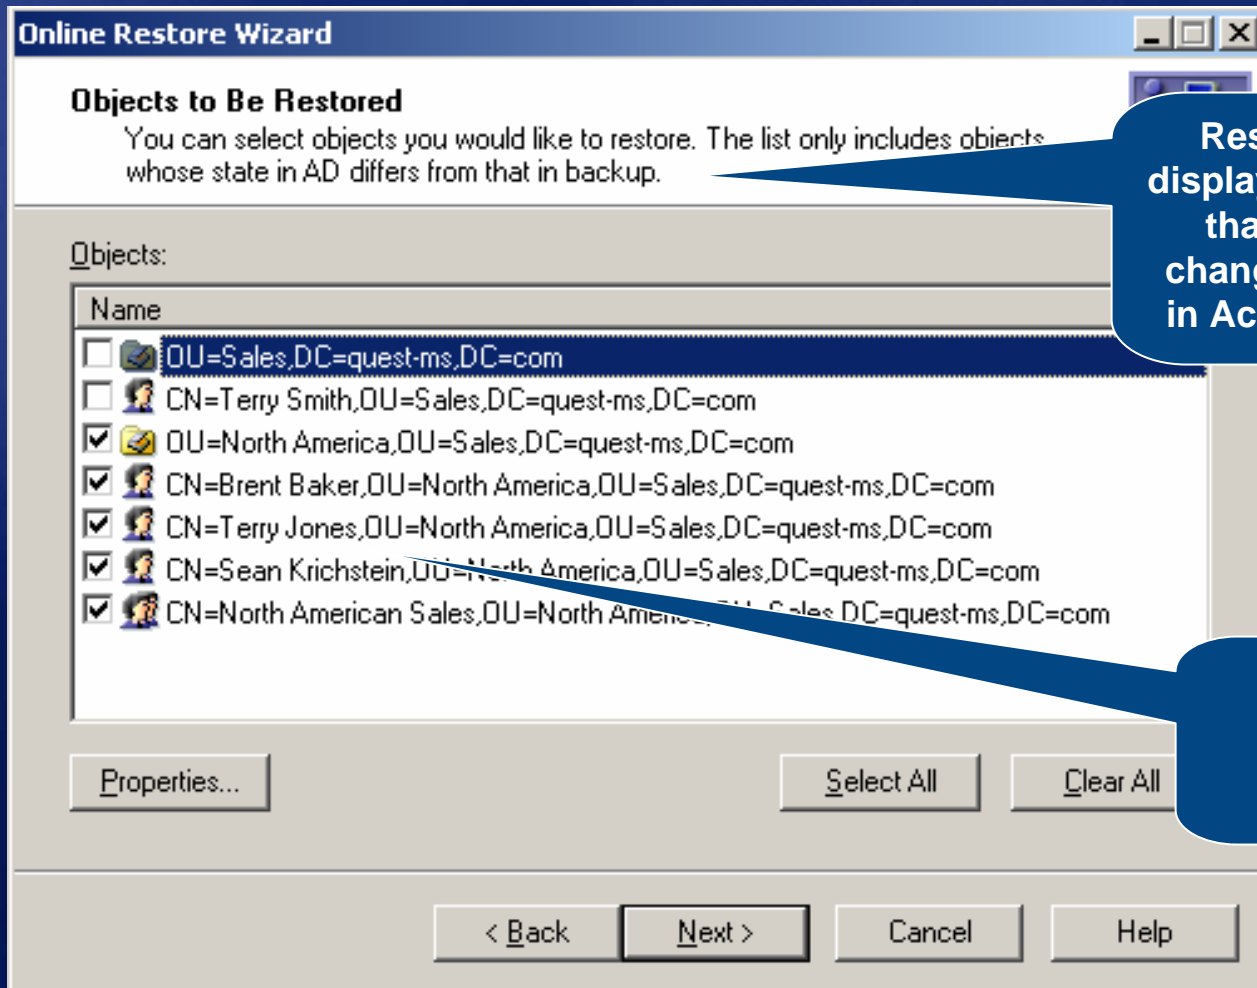 Online Restore Wizard
Objects to Be Restored
You can select objects you would like to restore. The list only includes objects
whose state in AD differs from that in backup.
Objects:
Name
OU=Sales,DC=quest-ms,DC=com
CN=Terry Smith,OU=Sales,DC=quest-ms,DC=com
OU=North America,OU=Sales,DC=quest-ms,DC=com
CN=Brent Baker,OU=North America,OU=Sales,DC=quest-ms,DC=com
CN=Terry Jones,OU=North America,OU=Sales,DC=quest-ms,DC=com
CN=Sean Krichstein,OU=North America,OU=Sales,DC=quest-ms,DC=com
CN=North American Sales,OU=North America,OU=Sales,DC=quest-ms,DC=com
Properties...
Select All
Clear All
< Back
Next >
Cancel
Help
in